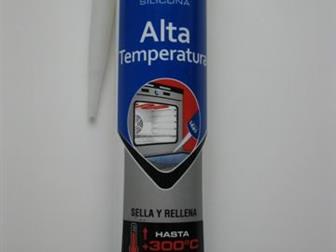 SILICONA
Alta
Temperatura
SELLA Y RELLENA
HASTA
+300°C